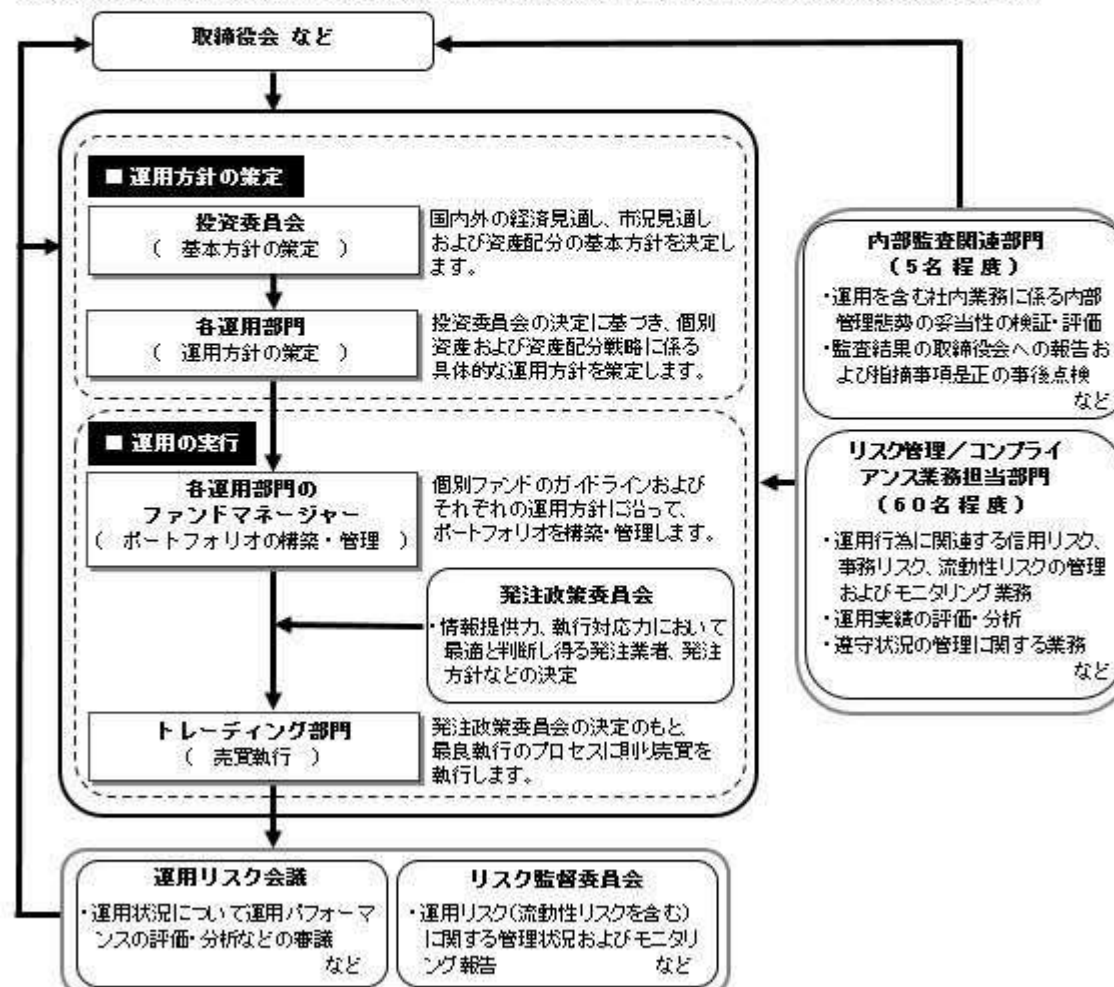 取締役会 など
■ 運用方針の策定
投資委員会
（ 基本方針の策定 ）
国内外の経済見通し、市況見通し
および資産配分の基本方針を決定し
ます。
各運用部門
（ 運用方針の策定 ）
投資委員会の決定に基づき、個別
資産および資産配分戦略に係る
具体的な運用方針を策定します。
■ 運用の実行
各運用部門の
ファンドマネージャー
（ ポートフォリオの構築・管理 ）
個別ファンドのガイドラインおよび
それぞれの運用方針に沿って、
ポートフォリオを構築・管理します。
発注政策委員会
・情報提供力、執行対応力において
最適と判断し得る発注業者、発注
方針などの決定
トレーディング部門
（ 売買執行 ）
発注政策委員会の決定のもと
最良執行のプロセスに則り売買を
執行します。
内部監査関連部門
（5名程度）
・運用を含む社内業務に係る内部
管理態勢の妥当性の検証・評価
・監査結果の取締役会への報告お
よび指摘事項是正の事後点検
など
リスク管理／コンプライ
アンス業務担当部門
（60名程度）
・運用行為に関連する信用リスク、
事務リスク、流動性リスクの管理
およびモニタリング業務
・運用実績の評価・分析
・遵守状況の管理に関する業務
など
運用リスク会議
・運用状況について運用パフォーマ
ンスの評価・分析などの審議
など
リスク監督委員会
・運用リスク（流動性リスクを含む）
に関する管理状況およびモニタリ
ング報告 など